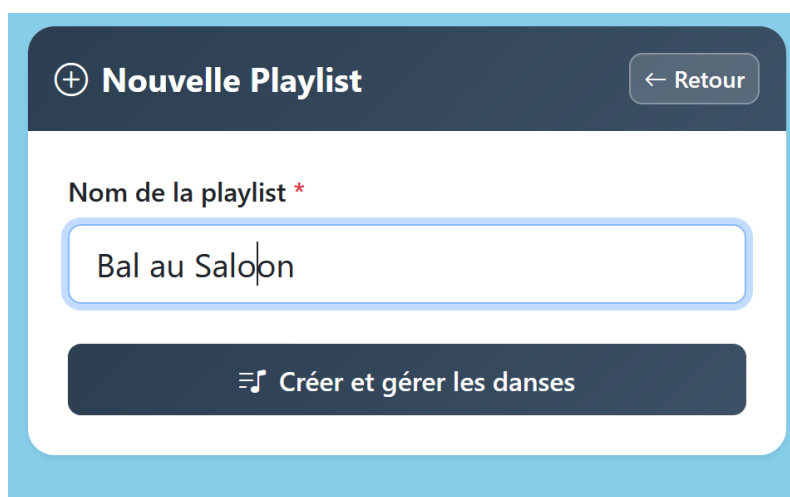 Nouvelle Playlist
← Retour
Nom de la playlist *
Bal au Saloon
Créer et gérer les danses